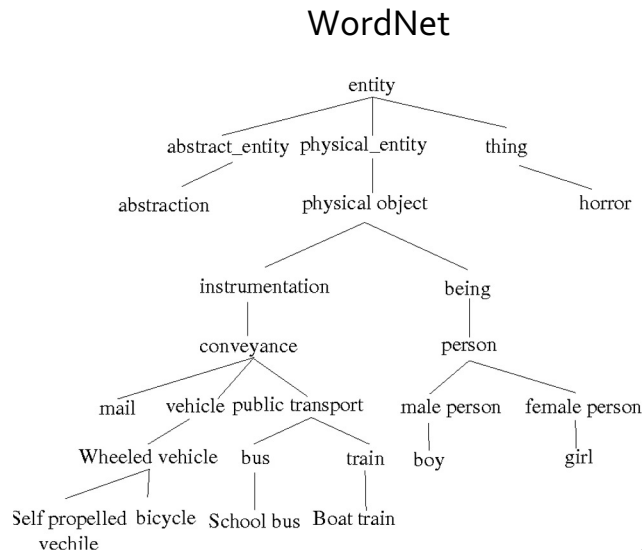 WordNet
entity
abstract_entity physical_entity thing
abstraction physical object horror
instrumentation being
conveyance person
mail vehicle public transport male person female person
Wheeled vehicle bus train boy girl
Self propelled bicycle School bus Boat train
vechile